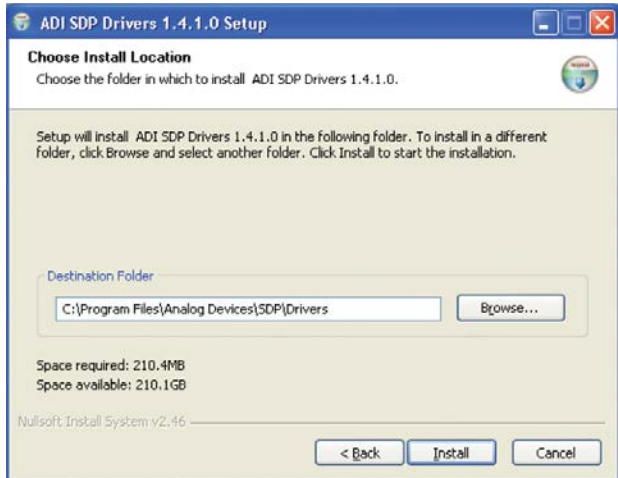 ADI SDP Drivers 1.4.1.0 Setup
Choose Install Location
Choose the folder in which to install ADI SDP Drivers 1.4.1.0.
Setup will install ADI SDP Drivers 1.4.1.0 in the following folder. To install in a different
folder, click Browse and select another folder. Click Install to start the installation.
Destination Folder
C:\Program Files\Analog Devices\SDP\Drivers
Browse...
Space required: 210.4MB
Space available: 210.1GB
Nullsoft Install System v2.46
< Back
Install
Cancel